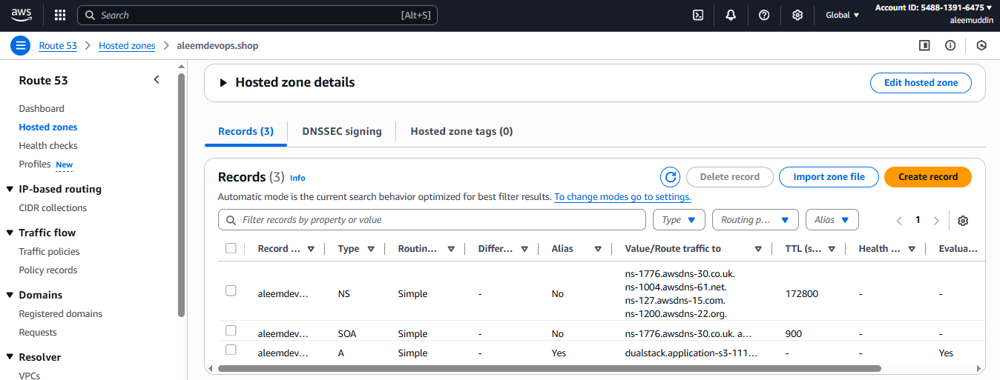 aws
Search [Alt+S]
Global
Account ID: 5488-1391-6475
aleemuddin
Route 53 > Hosted zones > aleemdevops.shop
Route 53
Dashboard
Hosted zones
Health checks
Profiles New
IP-based routing
CIDR collections
Traffic flow
Traffic policies
Policy records
Domains
Registered domains
Requests
Resolver
VPCs
Hosted zone details
Edit hosted zone
Records (3) DNSSEC signing Hosted zone tags (0)
Records (3) Info
Delete record Import zone file Create record
Automatic mode is the current search behavior optimized for best filter results. To change modes go to settings.
Filter records by property or value Type Routing p... Alias 1
Record ... Type Routin... Differ... Alias Value/Route traffic to TTL (s... Health ... Evalua...
ns-1776.awsdns-30.co.uk.
ns-1004.awsdns-61.net.
aleemdev... NS Simple - No 172800 - -
ns-127.awsdns-15.com.
ns-1200.awsdns-22.org.
aleemdev... SOA Simple - No ns-1776.awsdns-30.co.uk. a... 900 - -
aleemdev... A Simple - Yes dualstack.application-s3-111... - - Yes